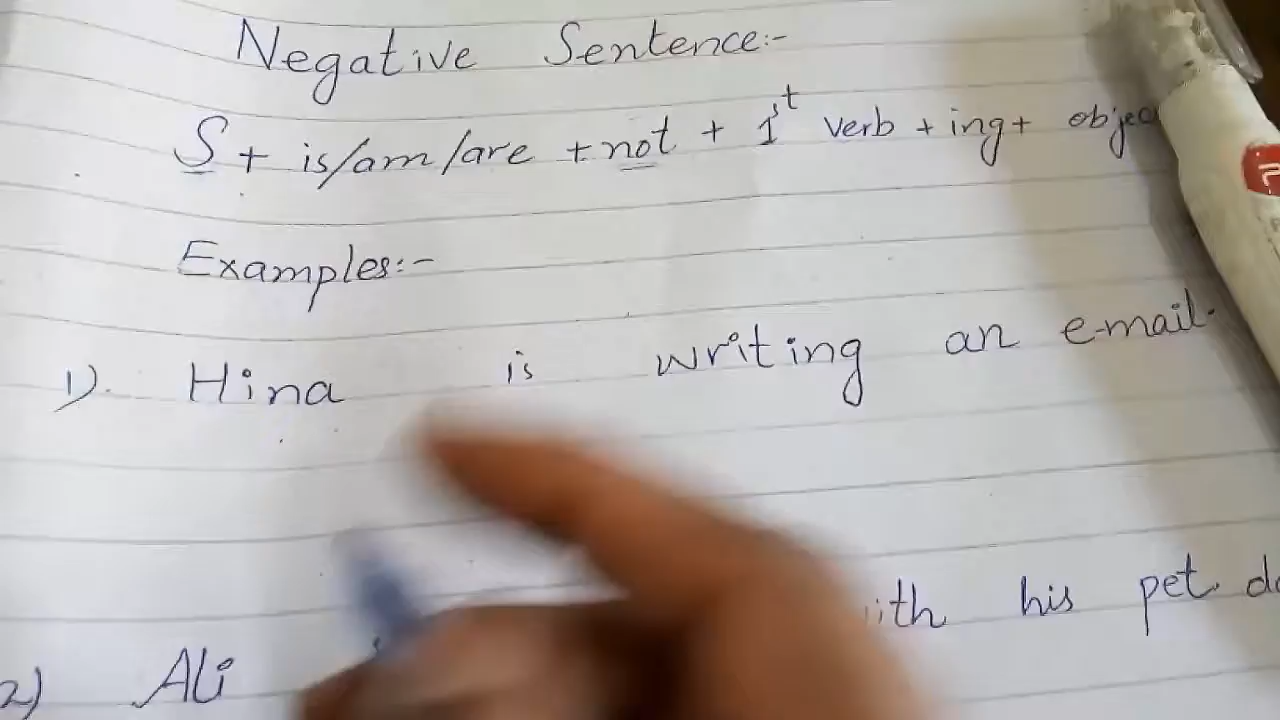 Negative Sentence:-
S + is/am/are + not + 1st verb + ing + objec
Examples:-
1) Hina is writing an e-mail.
2) Ali with his pet